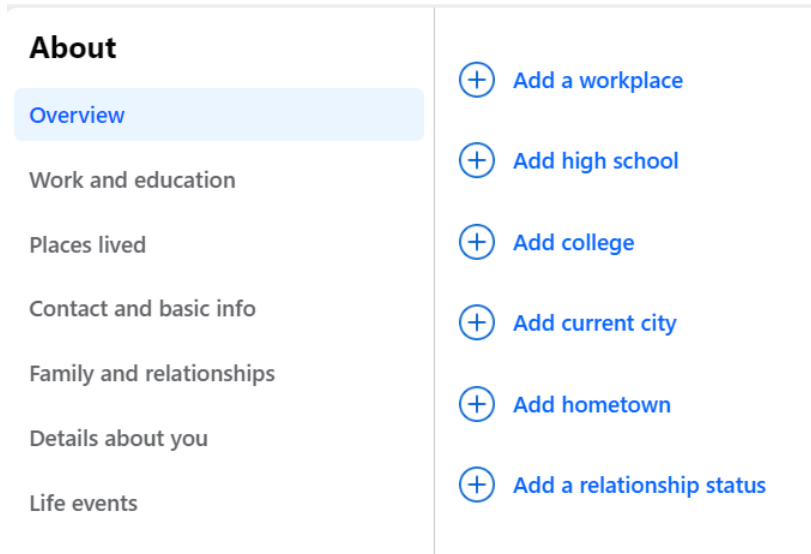 About
Overview
Work and education
Places lived
Contact and basic info
Family and relationships
Details about you
Life events
Add a workplace
Add high school
Add college
Add current city
Add hometown
Add a relationship status